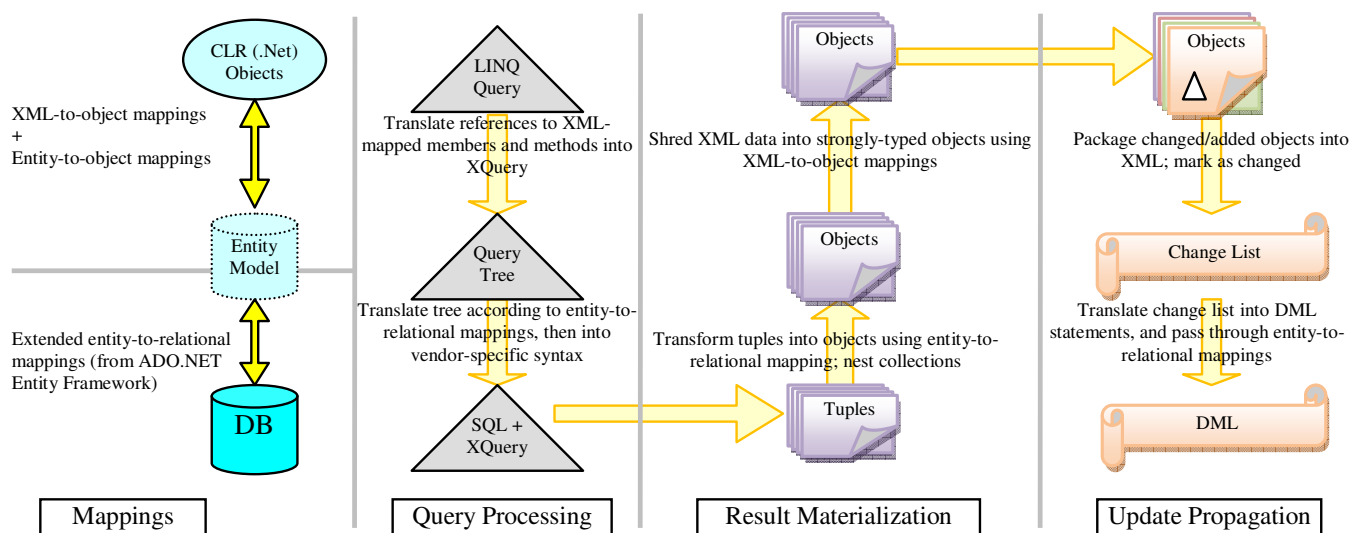 CLR (.Net)
Objects
XML-to-object mappings
+
Entity-to-object mappings
Entity
Model
Extended entity-to-relational
mappings (from ADO.NET
Entity Framework)
DB
Mappings
LINQ
Query
Translate references to XML-
mapped members and methods into
XQuery
Query
Tree
Translate tree according to entity-to-
relational mappings, then into
vendor-specific syntax
SQL +
XQuery
Query Processing
Objects
Shred XML data into strongly-typed objects using
XML-to-object mappings
Objects
Transform tuples into objects using entity-to-
relational mapping; nest collections
Tuples
Result Materialization
Objects
Δ
Package changed/added objects into
XML; mark as changed
Change List
Translate change list into DML
statements, and pass through entity-to-
relational mappings
DML
Update Propagation